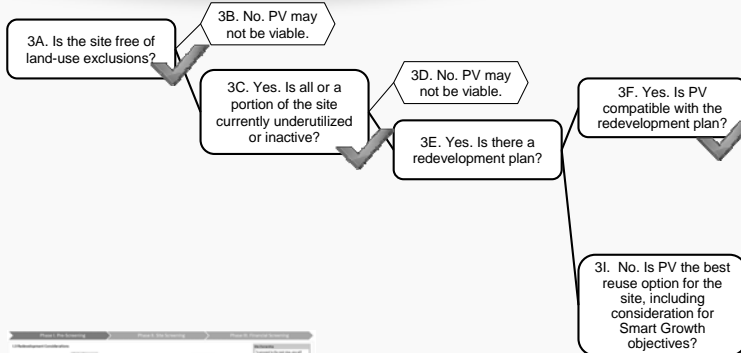 3B. No. PV may
not be viable.
3A. Is the site free of
land-use exclusions?
3C. Yes. Is all or a
portion of the site
currently underutilized
or inactive?
3D. No. PV may
not be viable.
3E. Yes. Is there a
redevelopment plan?
3F. Yes. Is PV
compatible with the
redevelopment plan?
3I. No. Is PV the best
reuse option for the
site, including
consideration for
Smart Growth
objectives?